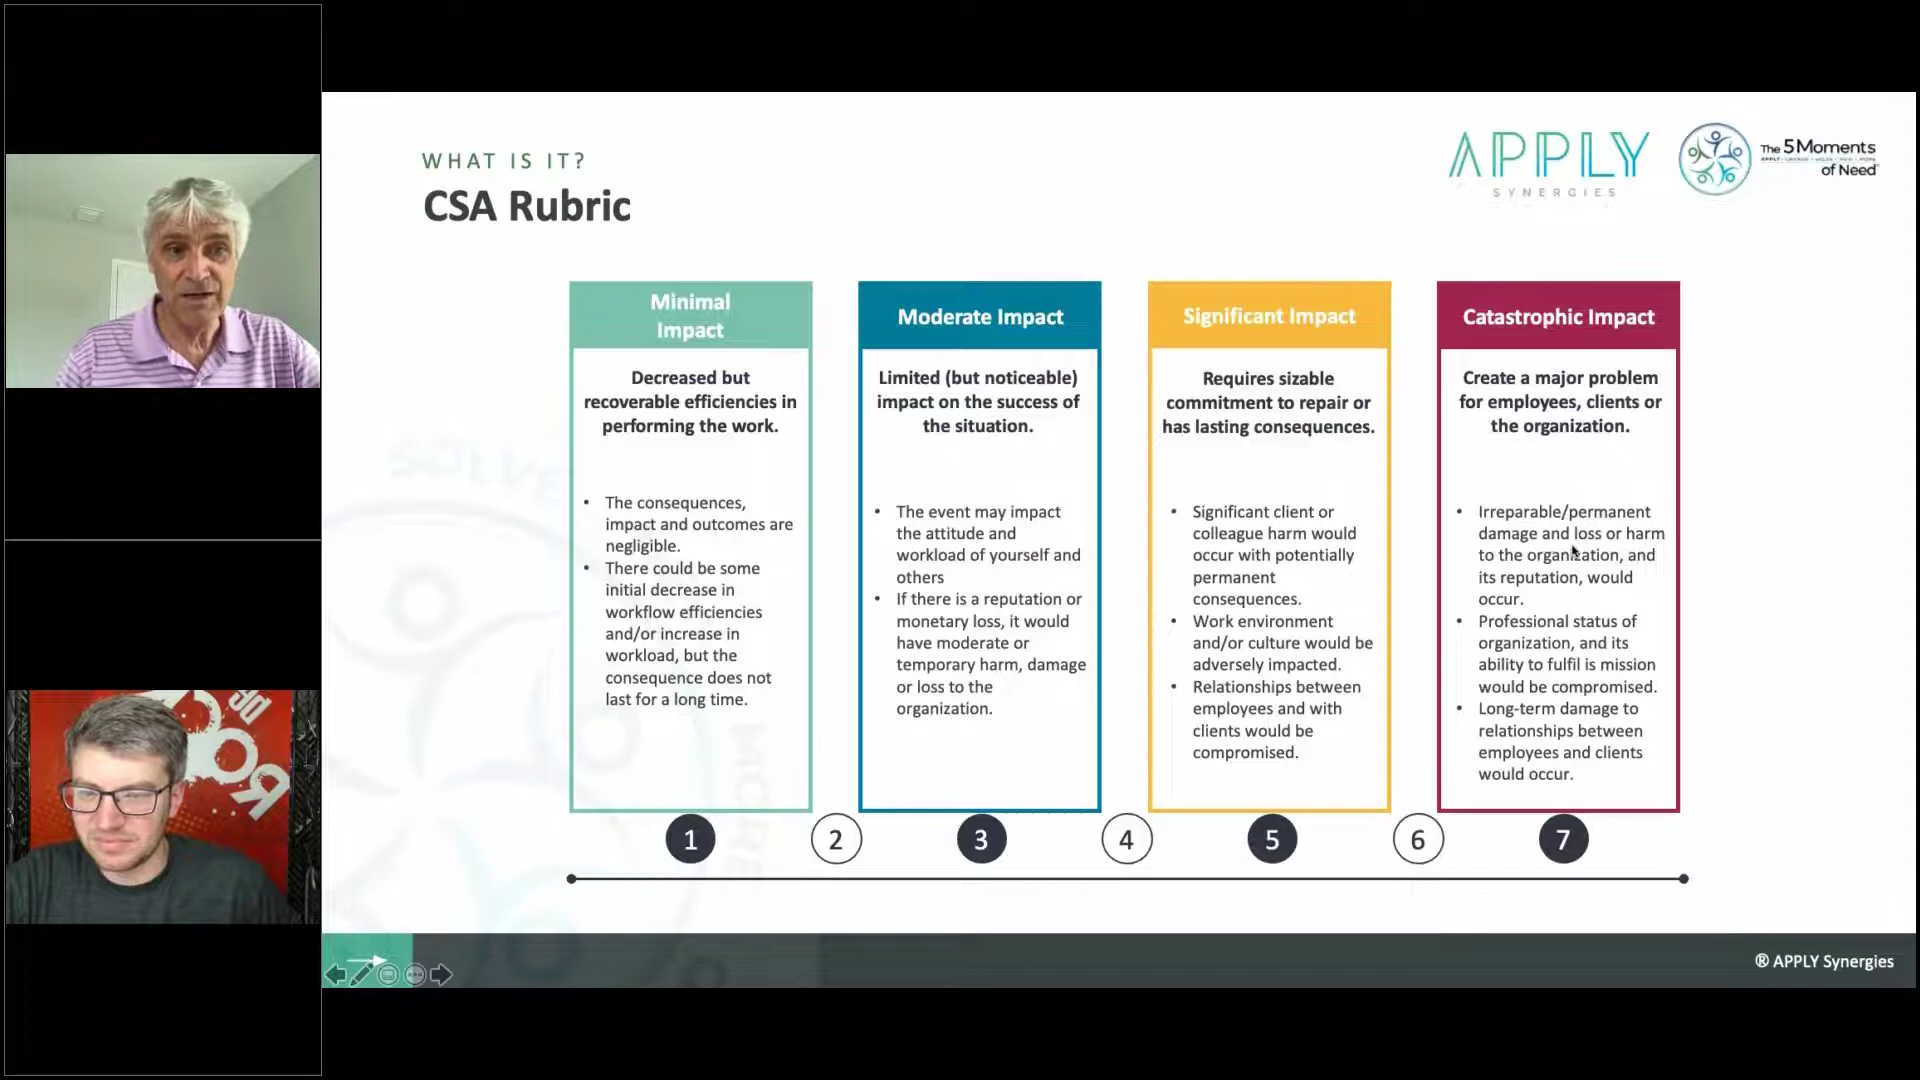 WHAT IS IT?
CSA Rubric
APPLY
SYNERGIES
The 5 Moments
of Need
Minimal
Impact
Decreased but
recoverable efficiencies in
performing the work.
• The consequences,
impact and outcomes are
negligible.
• There could be some
initial decrease in
workflow efficiencies
and/or increase in
workload, but the
consequence does not
last for a long time.
Moderate Impact
Limited (but noticeable)
impact on the success of
the situation.
• The event may impact
the attitude and
workload of yourself and
others
• If there is a reputation or
monetary loss, it would
have moderate or
temporary harm, damage
or loss to the
organization.
Significant Impact
Requires sizable
commitment to repair or
has lasting consequences.
• Significant client or
colleague harm would
occur with potentially
permanent
consequences.
• Work environment
and/or culture would be
adversely impacted.
• Relationships between
employees and with
clients would be
compromised.
Catastrophic Impact
Create a major problem
for employees, clients or
the organization.
• Irreparable/permanent
damage and loss or harm
to the organization, and
its reputation, would
occur.
• Professional status of
organization, and its
ability to fulfil is mission
would be compromised.
• Long-term damage to
relationships between
employees and clients
would occur.
1
2
3
4
5
6
7
SOLVE
MORE
® APPLY Synergies